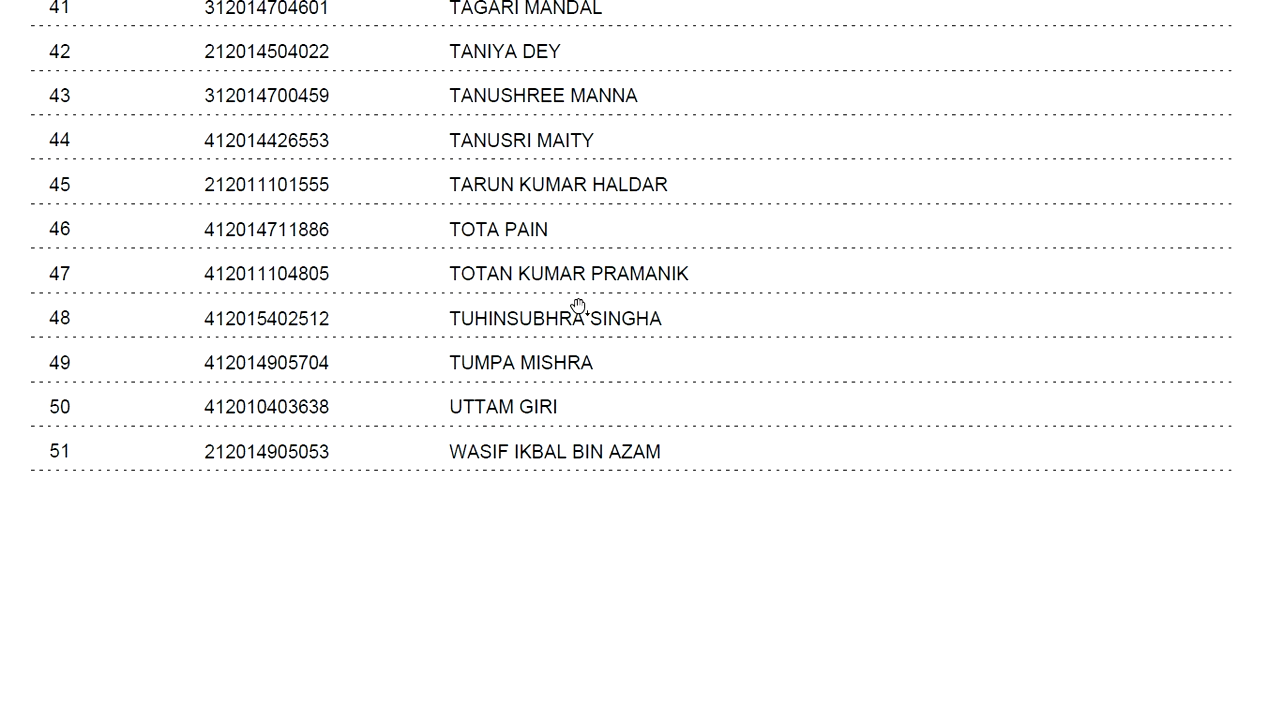 41 312014704601 TAGARI MANDAL
42 212014504022 TANIYA DEY
43 312014700459 TANUSHREE MANNA
44 412014426553 TANUSRI MAITY
45 212011101555 TARUN KUMAR HALDAR
46 412014711886 TOTA PAIN
47 412011104805 TOTAN KUMAR PRAMANIK
48 412015402512 TUHINSUBHRA SINGHA
49 412014905704 TUMPA MISHRA
50 412010403638 UTTAM GIRI
51 212014905053 WASIF IKBAL BIN AZAM